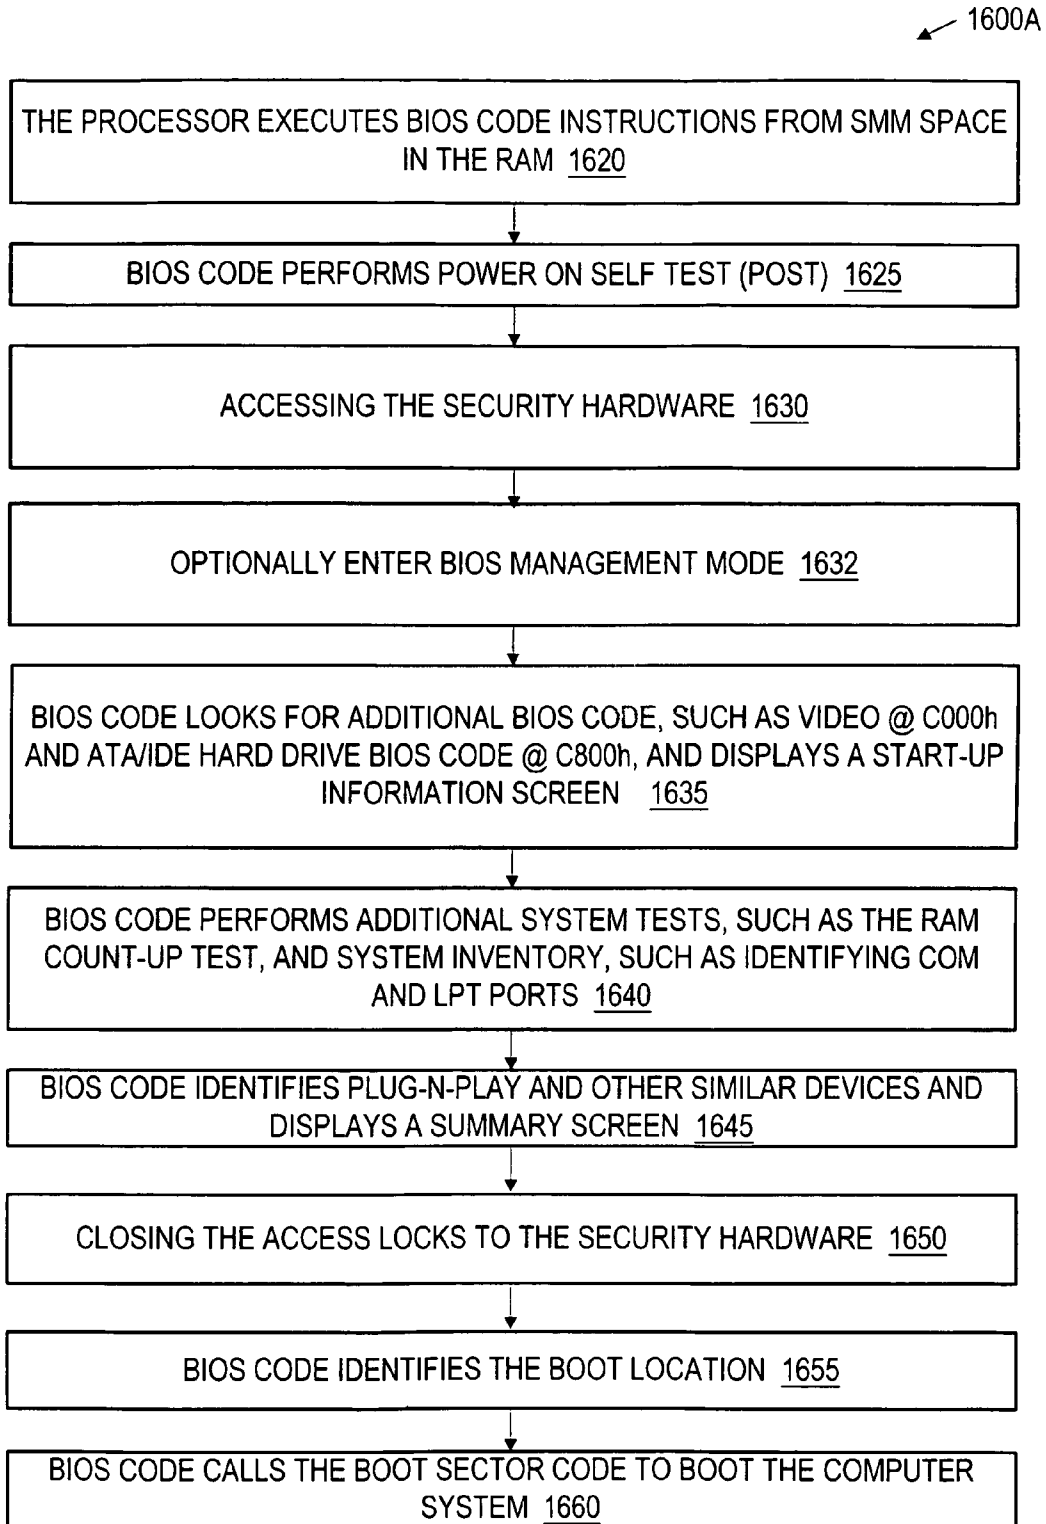 1600A
THE PROCESSOR EXECUTES BIOS CODE INSTRUCTIONS FROM SMM SPACE
IN THE RAM 1620
BIOS CODE PERFORMS POWER ON SELF TEST (POST) 1625
ACCESSING THE SECURITY HARDWARE 1630
OPTIONALLY ENTER BIOS MANAGEMENT MODE 1632
BIOS CODE LOOKS FOR ADDITIONAL BIOS CODE, SUCH AS VIDEO @ C000h
AND ATA/IDE HARD DRIVE BIOS CODE @ C800h, AND DISPLAYS A START-UP
INFORMATION SCREEN 1635
BIOS CODE PERFORMS ADDITIONAL SYSTEM TESTS, SUCH AS THE RAM
COUNT-UP TEST, AND SYSTEM INVENTORY, SUCH AS IDENTIFYING COM
AND LPT PORTS 1640
BIOS CODE IDENTIFIES PLUG-N-PLAY AND OTHER SIMILAR DEVICES AND
DISPLAYS A SUMMARY SCREEN 1645
CLOSING THE ACCESS LOCKS TO THE SECURITY HARDWARE 1650
BIOS CODE IDENTIFIES THE BOOT LOCATION 1655
BIOS CODE CALLS THE BOOT SECTOR CODE TO BOOT THE COMPUTER
SYSTEM 1660